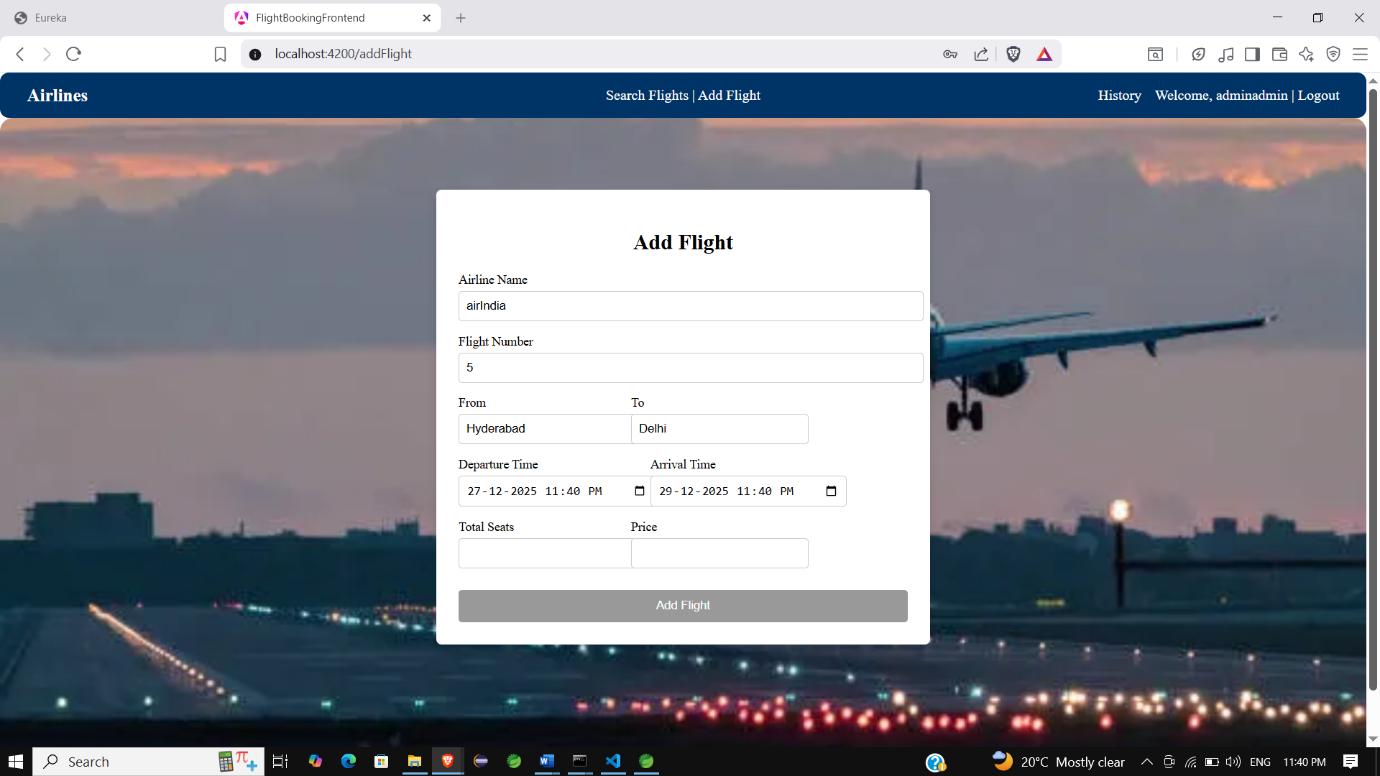 Eureka
FlightBookingFrontend
localhost:4200/addFlight
Airlines
Search Flights | Add Flight
History Welcome, adminadmin | Logout
Add Flight
Airline Name
airIndia
Flight Number
5
From To
Hyderabad Delhi
Departure Time Arrival Time
27-12-2025 11:40 PM 29-12-2025 11:40 PM
Total Seats Price
Add Flight
Search
20°C Mostly clear ENG 11:40 PM